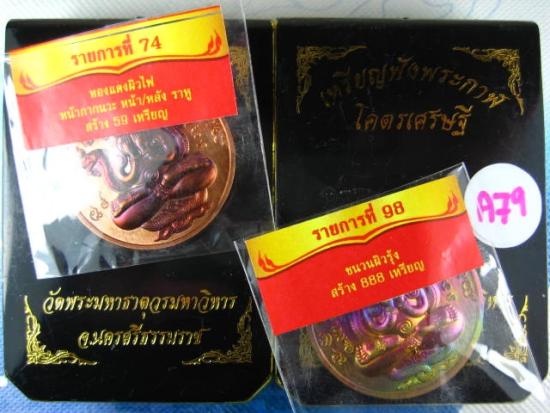 รายการที่ 74
ทองแดงผิวไฟ
หน้ากากนวะ หน้า/หลัง ราหู
สร้าง 59 เหรียญ
เหรียญพังพระกาฬ
โคตรเศรษฐี
A79
รายการที่ 98
ชนวนผิวรุ้ง
สร้าง 888 เหรียญ
วัดพระมหาธาตุวรมหาวิหาร
จ.นครศรีธรรมราช